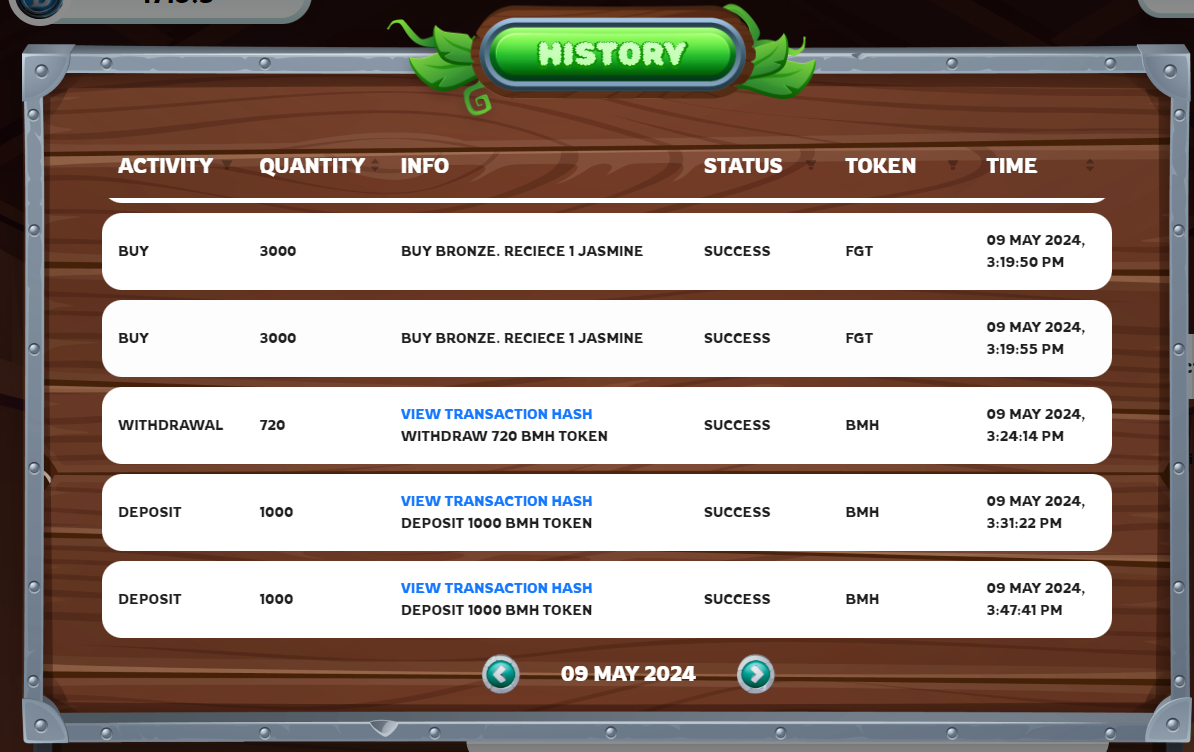 HISTORY
ACTIVITY QUANTITY INFO STATUS TOKEN TIME
BUY 3000 BUY BRONZE. RECIECE 1 JASMINE SUCCESS FGT 09 MAY 2024,
3:19:50 PM
BUY 3000 BUY BRONZE. RECIECE 1 JASMINE SUCCESS FGT 09 MAY 2024,
3:19:55 PM
WITHDRAWAL 720 VIEW TRANSACTION HASH
WITHDRAW 720 BMH TOKEN SUCCESS BMH 09 MAY 2024,
3:24:14 PM
DEPOSIT 1000 VIEW TRANSACTION HASH
DEPOSIT 1000 BMH TOKEN SUCCESS BMH 09 MAY 2024,
3:31:22 PM
DEPOSIT 1000 VIEW TRANSACTION HASH
DEPOSIT 1000 BMH TOKEN SUCCESS BMH 09 MAY 2024,
3:47:41 PM
09 MAY 2024